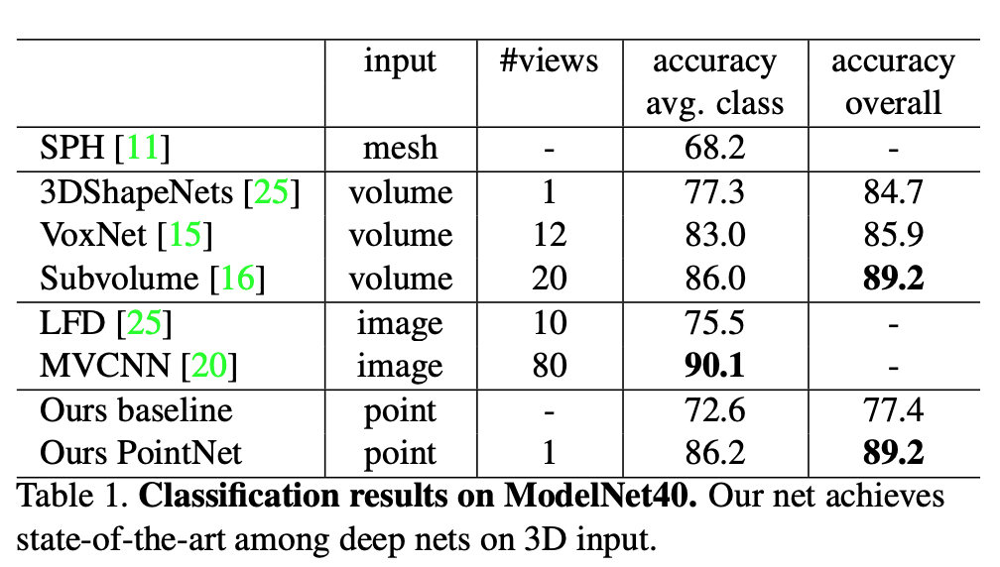 input #views accuracy accuracy
avg. class overall
SPH [11] mesh - 68.2 -
3DShapeNets [25] volume 1 77.3 84.7
VoxNet [15] volume 12 83.0 85.9
Subvolume [16] volume 20 86.0 89.2
LFD [25] image 10 75.5 -
MVCNN [20] image 80 90.1 -
Ours baseline point - 72.6 77.4
Ours PointNet point 1 86.2 89.2
Table 1. Classification results on ModelNet40. Our net achieves
state-of-the-art among deep nets on 3D input.